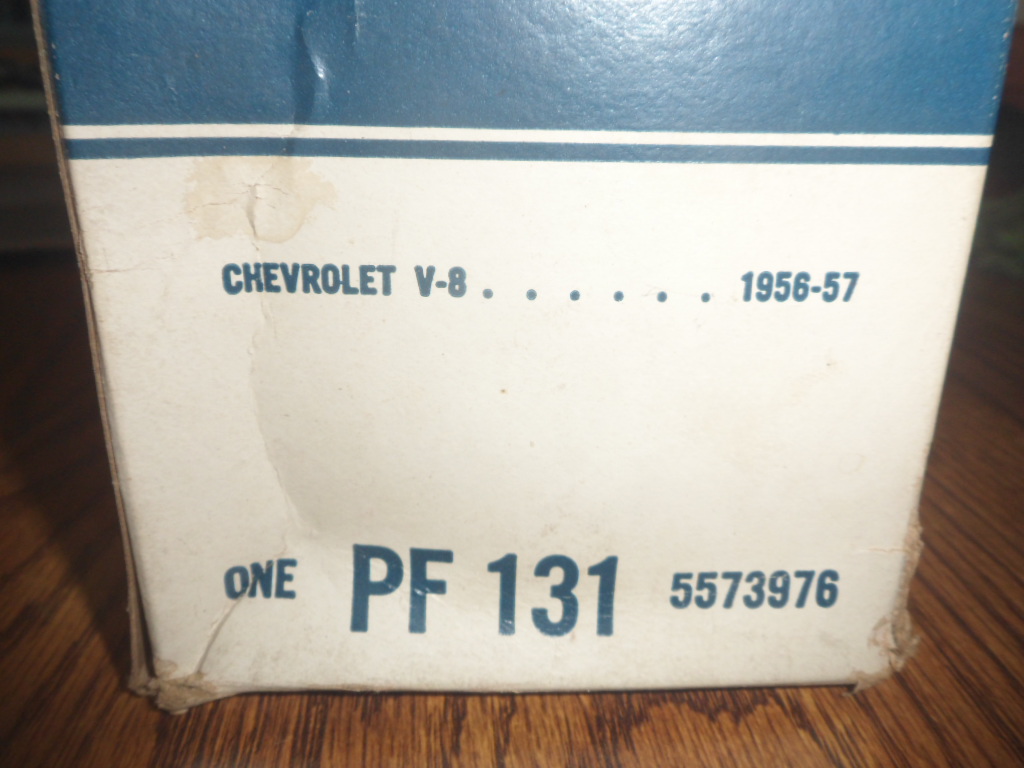 CHEVROLET V-8 . . . . . . 1956-57
ONE PF 131 5573976